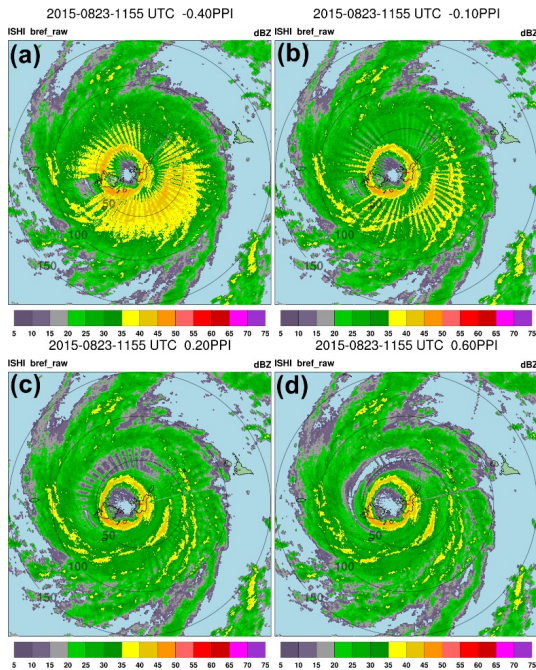 2015-0823-1155 UTC -0.40PPI
2015-0823-1155 UTC -0.10PPI
ISHI bref_raw dBZ
ISHI bref_raw dBZ
(a)
(b)
50
100
150
50
100
150
5 10 15 20 25 30 35 40 45 50 55 60 65 70 75
5 10 15 20 25 30 35 40 45 50 55 60 65 70 75
2015-0823-1155 UTC 0.20PPI
2015-0823-1155 UTC 0.60PPI
ISHI bref_raw dBZ
ISHI bref_raw dBZ
(c)
(d)
50
100
150
50
100
150
5 10 15 20 25 30 35 40 45 50 55 60 65 70 75
5 10 15 20 25 30 35 40 45 50 55 60 65 70 75